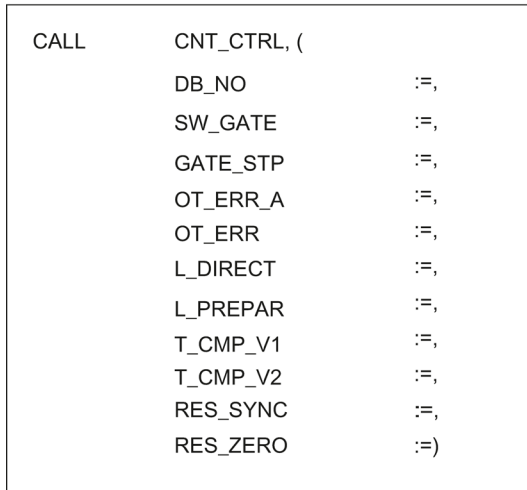 CALL CNT_CTRL, (
DB_NO :=,
SW_GATE :=,
GATE_STP :=,
OT_ERR_A :=,
OT_ERR :=,
L_DIRECT :=,
L_PREPAR :=,
T_CMP_V1 :=,
T_CMP_V2 :=,
RES_SYNC :=,
RES_ZERO :=)